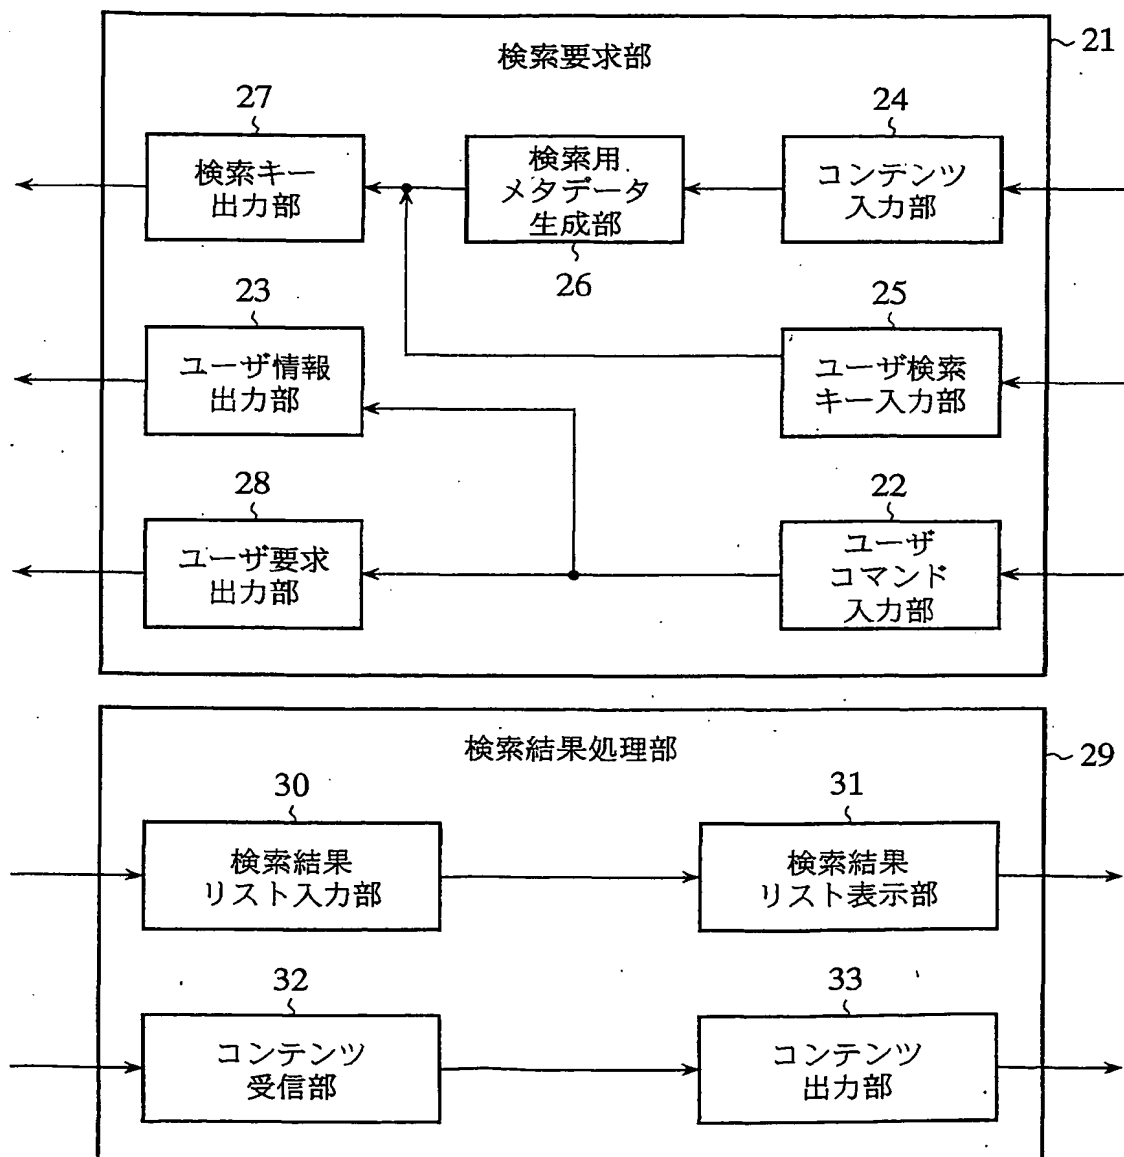 検索要求部
21
27
検索キー
出力部
検索用
メタデータ
生成部
26
24
コンテンツ
入力部
23
ユーザ情報
出力部
25
ユーザ検索
キー入力部
28
ユーザ要求
出力部
22
ユーザ
コマンド
入力部
検索結果処理部
29
30
検索結果
リスト入力部
31
検索結果
リスト表示部
32
コンテンツ
受信部
33
コンテンツ
出力部